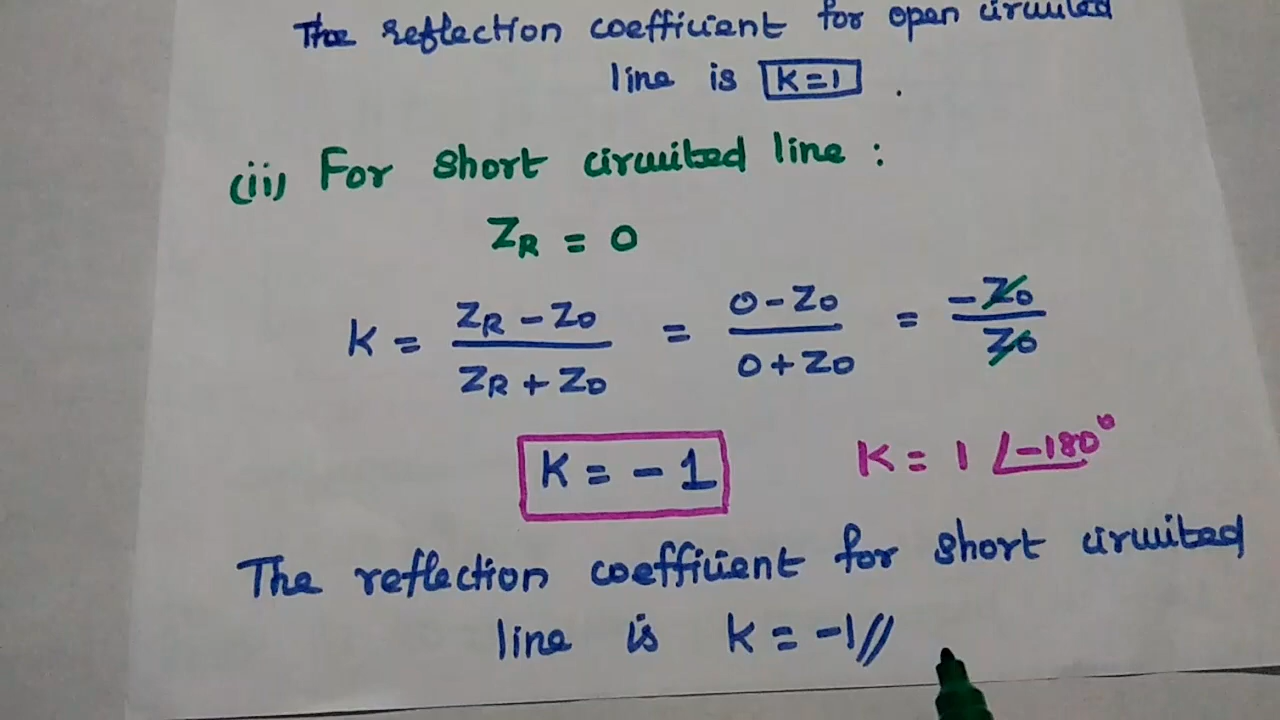 The reflection coefficient for open circuited
line is K=1 .
(ii) For short circuited line :
ZR = 0
K = ZR - Z0 / ZR + Z0 = 0 - Z0 / 0 + Z0 = -Z0 / Z0
K = -1 K = 1 ∠-180°
The reflection coefficient for short circuited
line is K = -1//